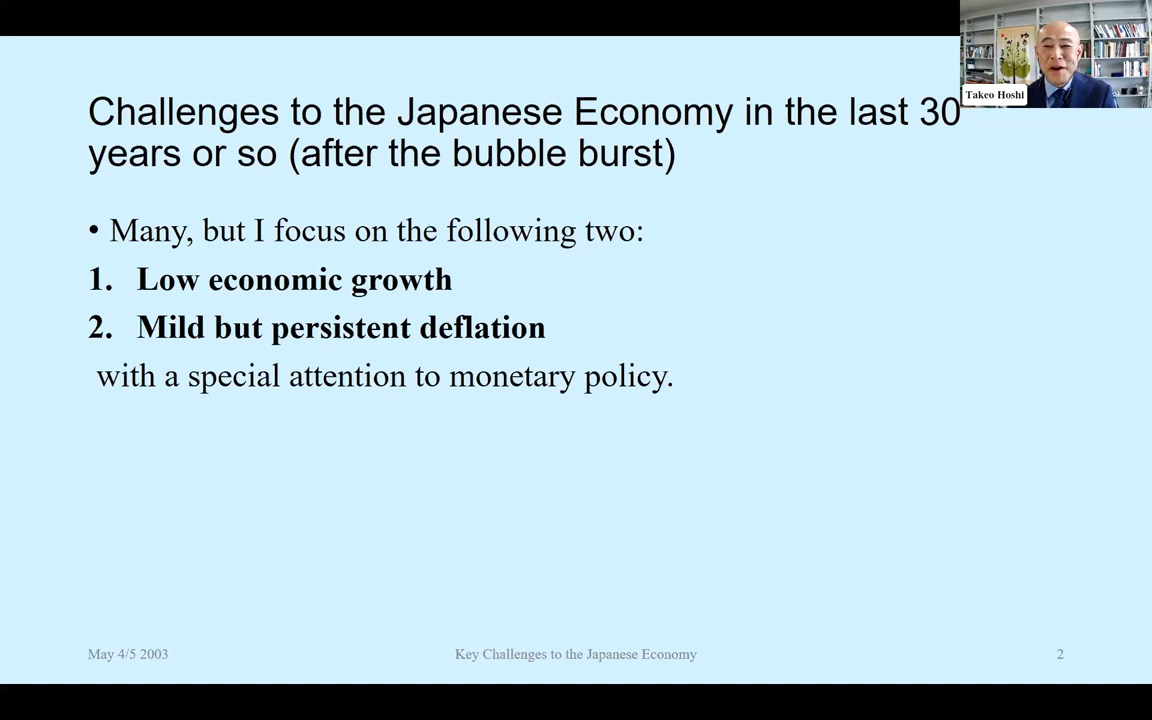 Takeo Hoshi
Challenges to the Japanese Economy in the last 30
years or so (after the bubble burst)
• Many, but I focus on the following two:
1. Low economic growth
2. Mild but persistent deflation
with a special attention to monetary policy.
May 4/5 2003
Key Challenges to the Japanese Economy
2